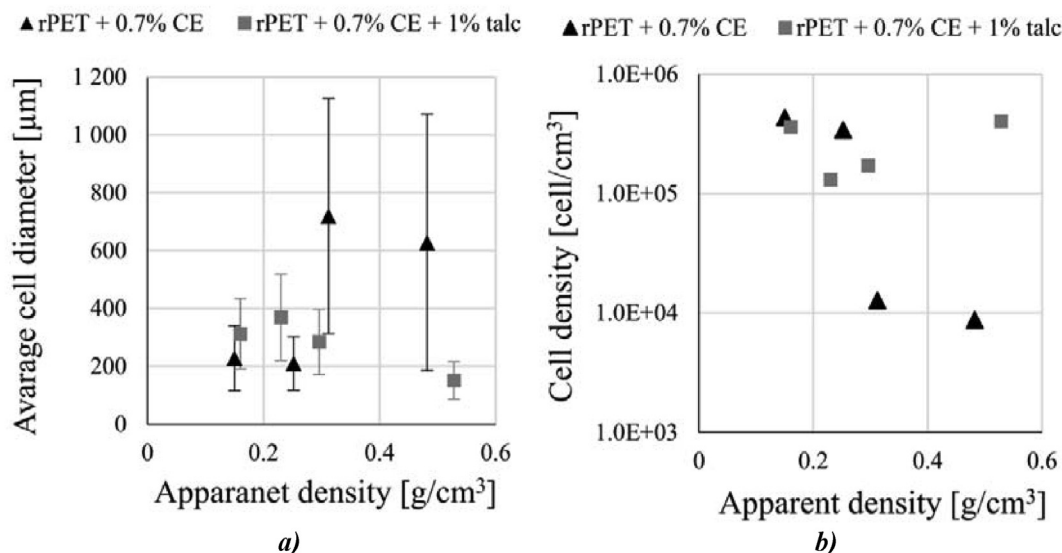 ▲rPET + 0.7% CE ■rPET + 0.7% CE + 1% talc
Avarage cell diameter [µm]
1 200
1 000
800
600
400
200
0
0 0.2 0.4 0.6
Apparanet density [g/cm³]
a)
▲rPET + 0.7% CE ■rPET + 0.7% CE + 1% talc
Cell density [cell/cm³]
1.0E+06
1.0E+05
1.0E+04
1.0E+03
0 0.2 0.4 0.6
Apparent density [g/cm³]
b)